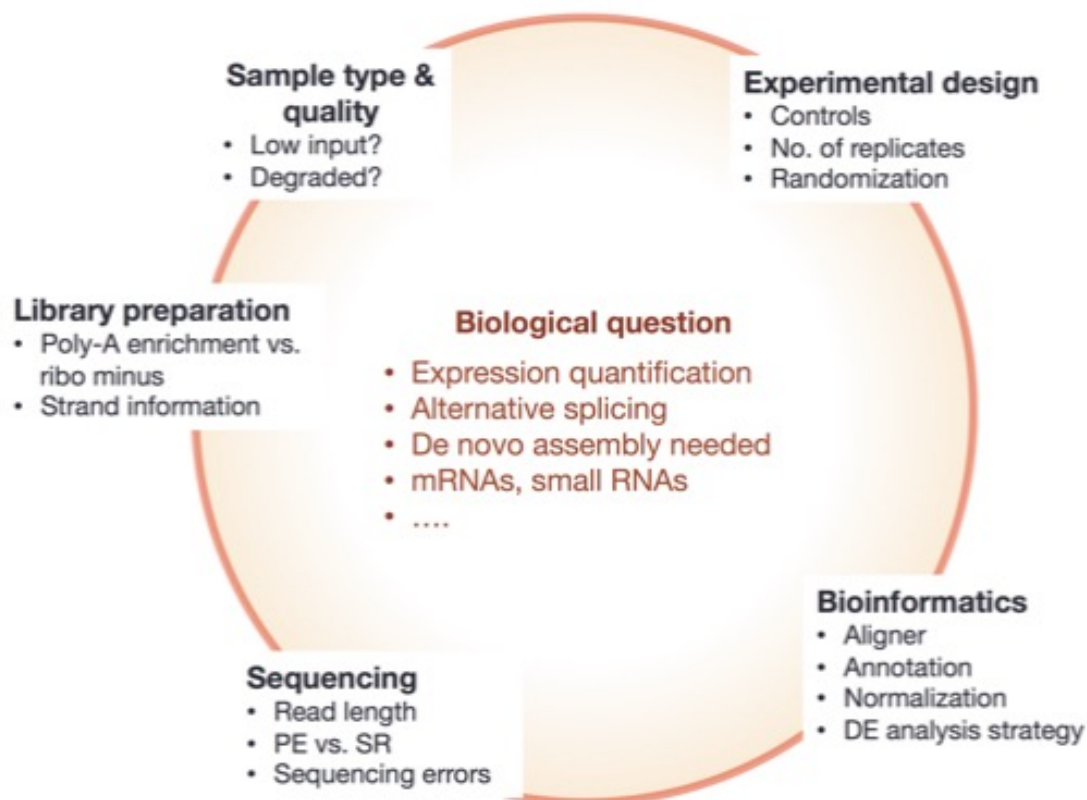 Sample type &
quality
• Low input?
• Degraded?
Experimental design
• Controls
• No. of replicates
• Randomization
Library preparation
• Poly-A enrichment vs.
ribo minus
• Strand information
Biological question
• Expression quantification
• Alternative splicing
• De novo assembly needed
• mRNAs, small RNAs
• ....
Bioinformatics
• Aligner
• Annotation
• Normalization
• DE analysis strategy
Sequencing
• Read length
• PE vs. SR
• Sequencing errors